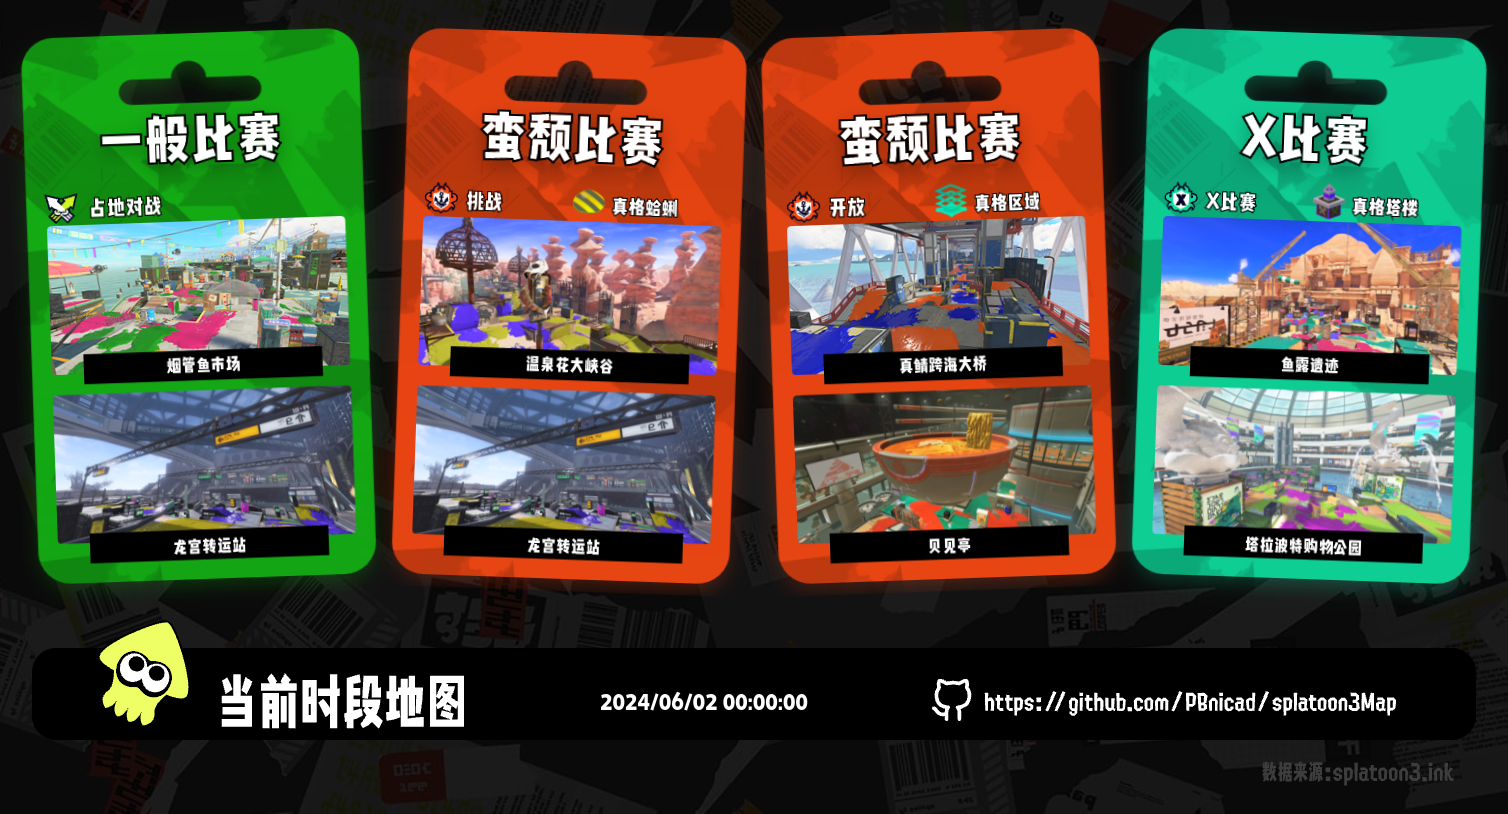 一般比赛
占地对战
烟管鱼市场
龙宫转运站
蛮颓比赛
挑战
真格蛤蜊
温泉花大峡谷
龙宫转运站
蛮颓比赛
开放
真格区域
真鲷跨海大桥
贝贝亭
X比赛
X比赛
真格塔楼
鱼露遗迹
塔拉波特购物公园
当前时段地图
2024/06/02 00:00:00
https://github.com/PBnicad/splatoon3Map
数据来源:splatoon3.ink